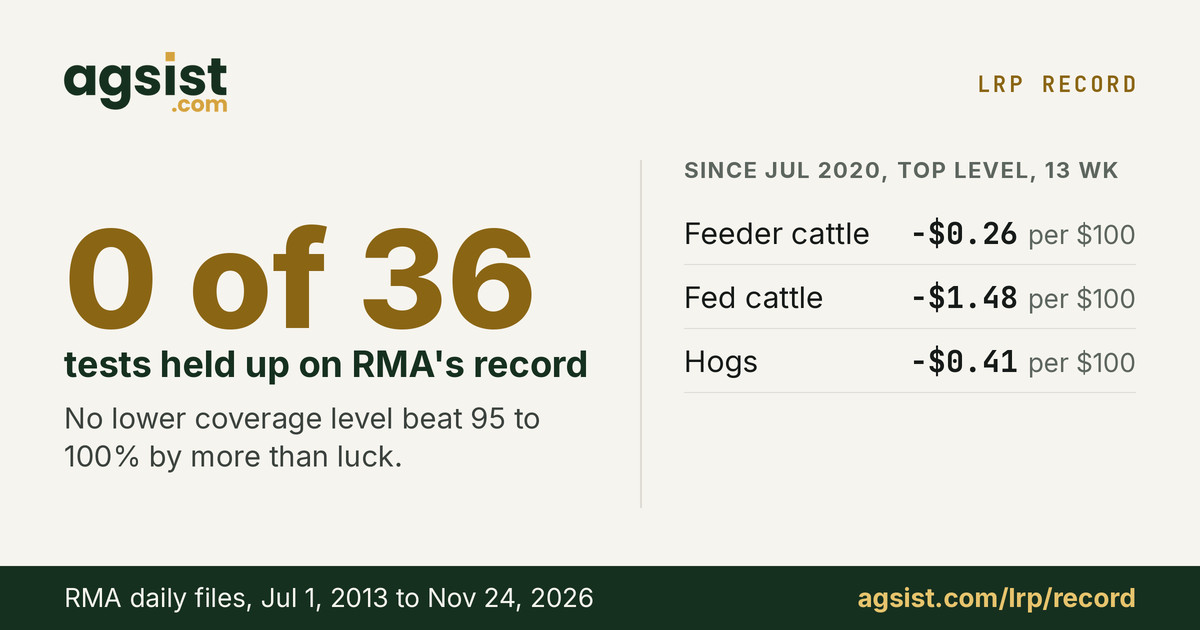 agsist
.com
LRP RECORD
0 of 36
tests held up on RMA's record
No lower coverage level beat 95 to
100% by more than luck.
SINCE JUL 2020, TOP LEVEL, 13 WK
Feeder cattle -$0.26 per $100
Fed cattle -$1.48 per $100
Hogs -$0.41 per $100
RMA daily files, Jul 1, 2013 to Nov 24, 2026
agsist.com/lrp/record